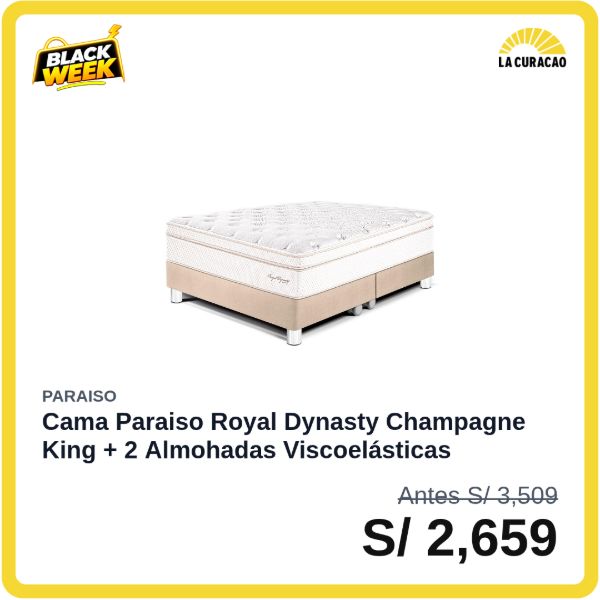 BLACK
WEEK
LA CURACAO
PARAISO
Cama Paraiso Royal Dynasty Champagne
King + 2 Almohadas Viscoelásticas
Antes S/ 3,509
S/ 2,659